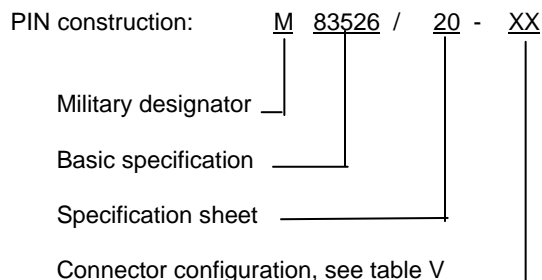 PIN construction: M 83526 / 20 - XX
Military designator
Basic specification
Specification sheet
Connector configuration, see table V